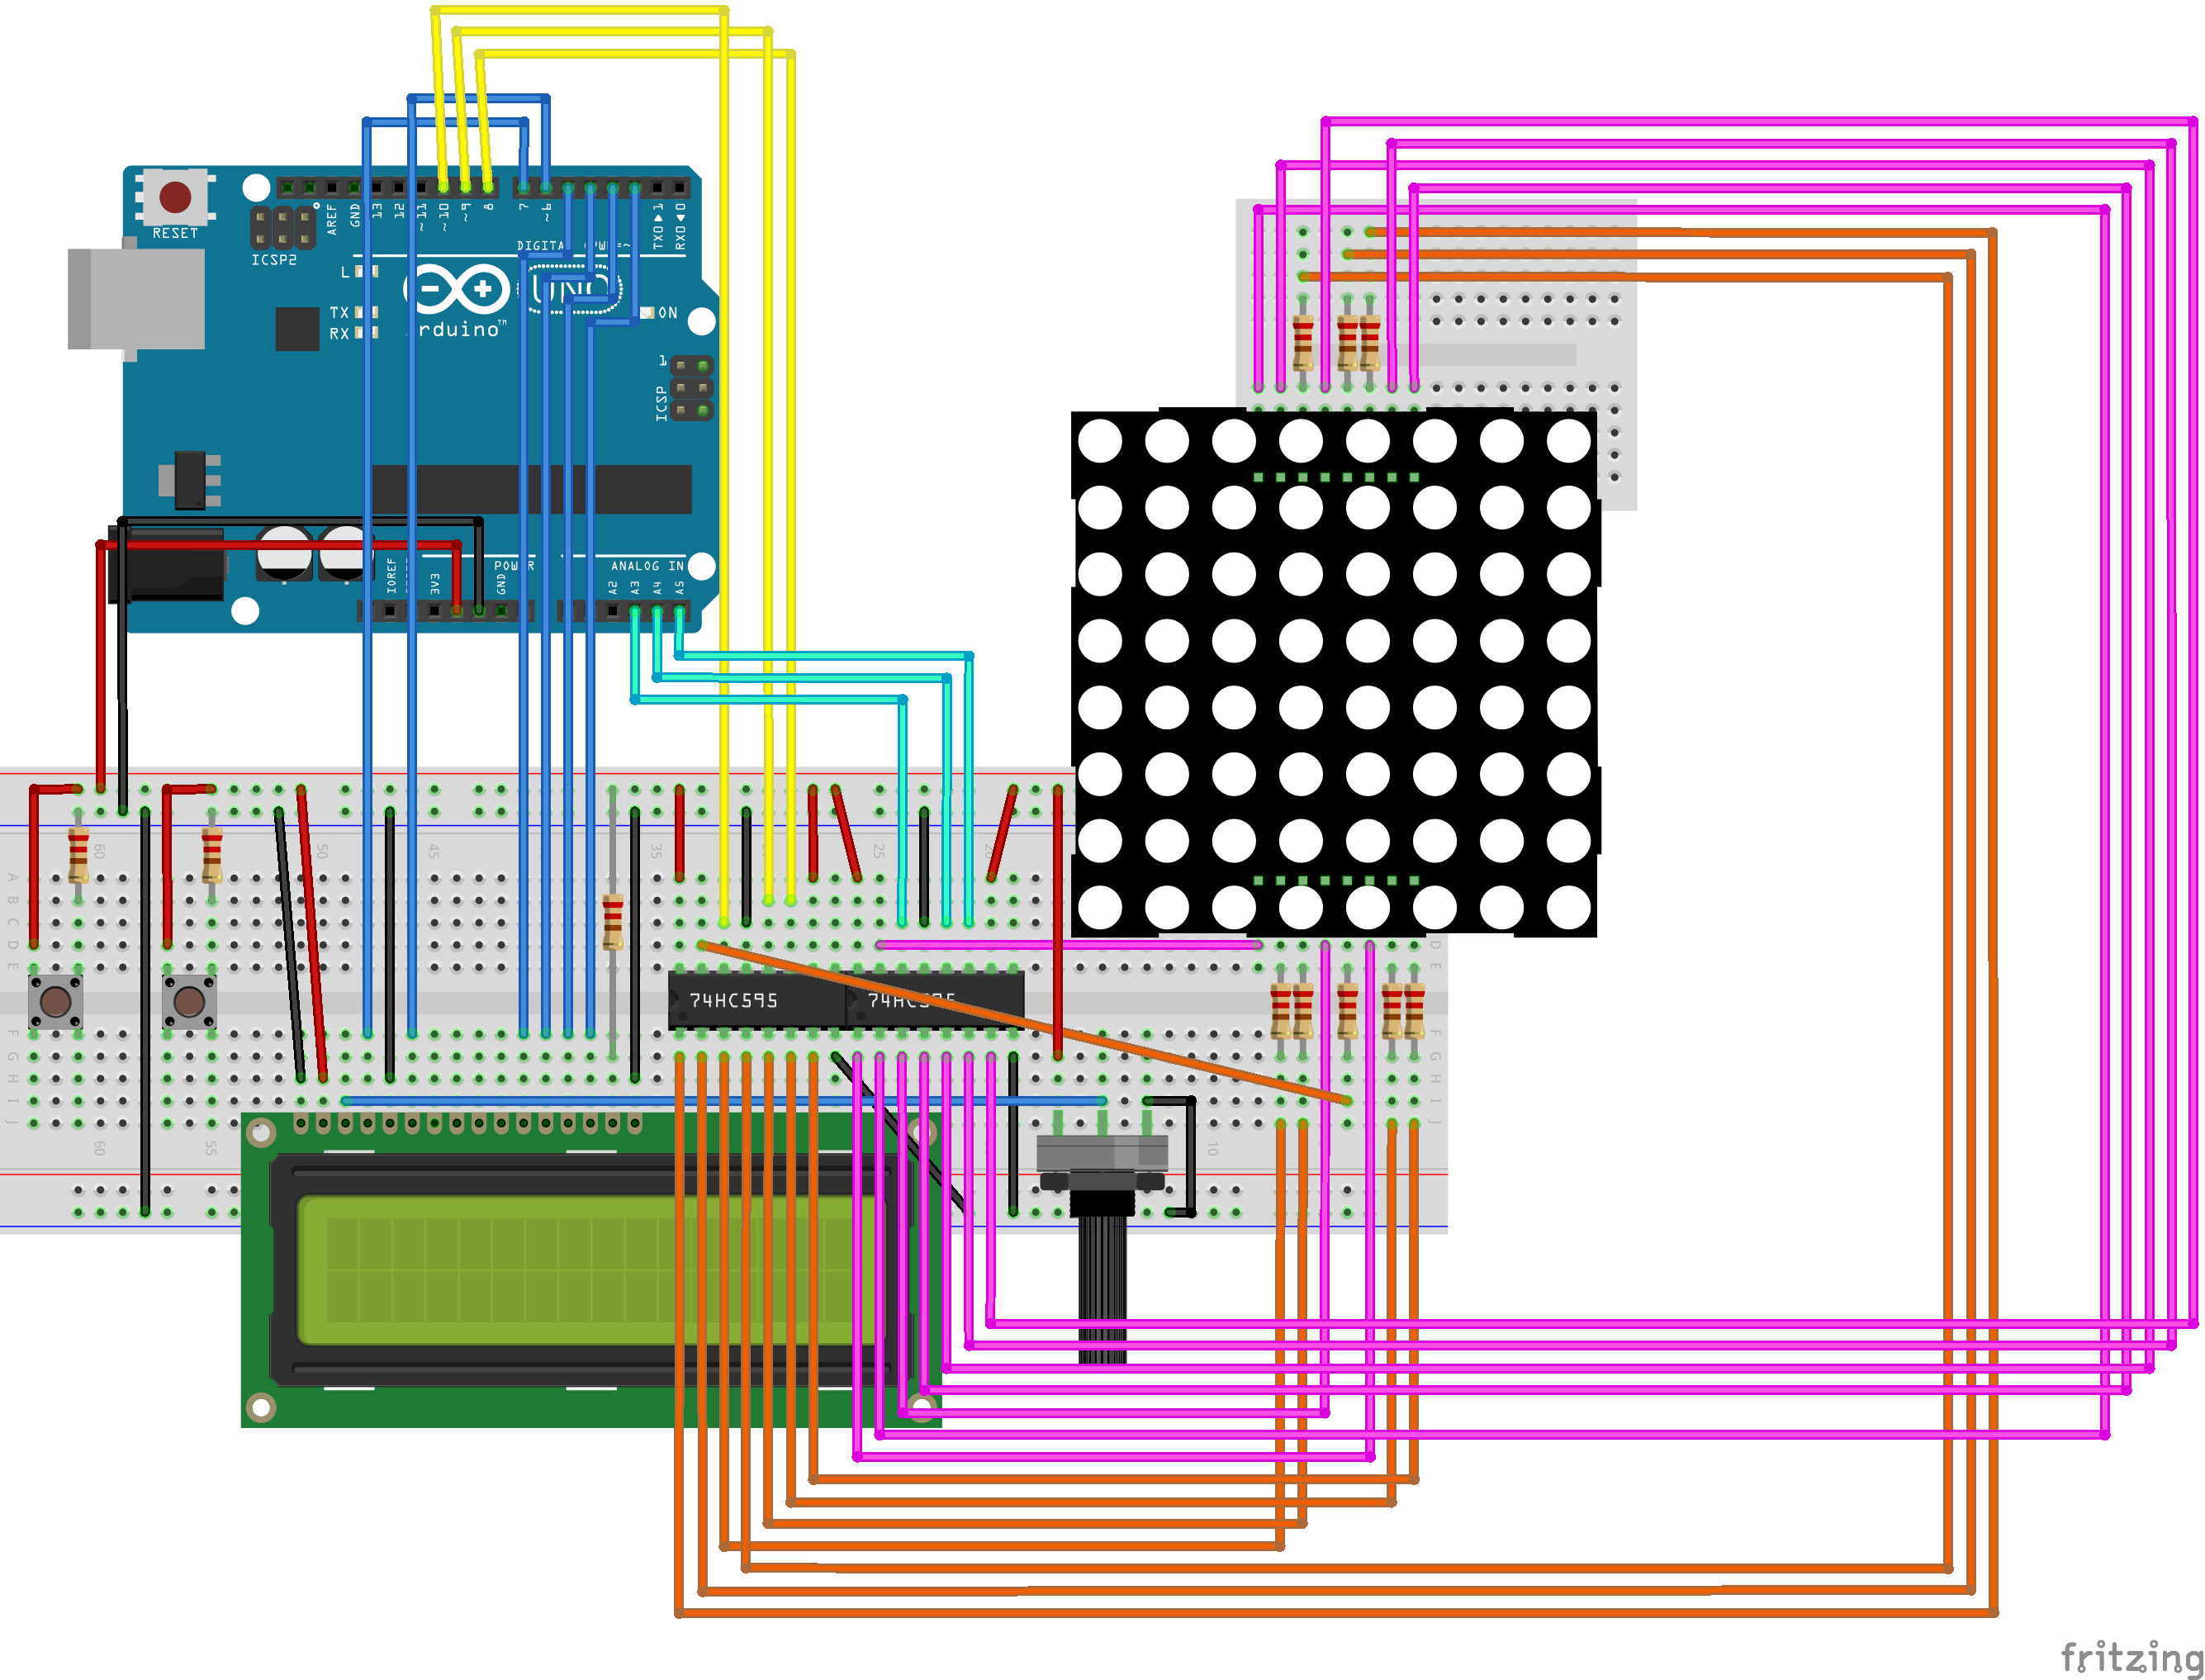 RESET
ICSP2
AREF
GND
13
12
~11
~10
~9
8
7
~6
TX0▶1
RX0◀0
DIGITAL
L
TX
RX
UNO
ON
Arduino™
1
ICSP
IOREF
3V3
POWER
GND
ANALOG IN
A2
A3
A4
A5
60
50
45
35
25
A
B
C
D
E
D
E
74HC595
74HC595
F
G
H
I
J
F
G
H
I
J
60
55
10
fritzing